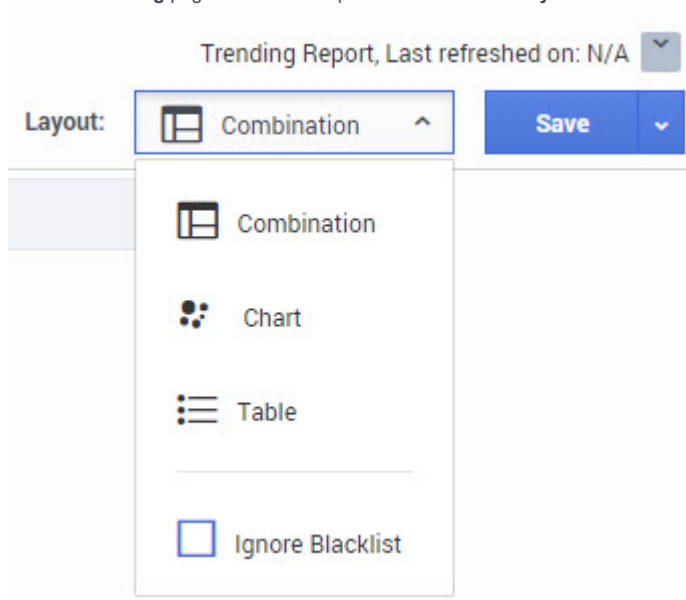 Trending Report, Last refreshed on: N/A
Layout: Combination Save
Combination
Chart
Table
Ignore Blacklist